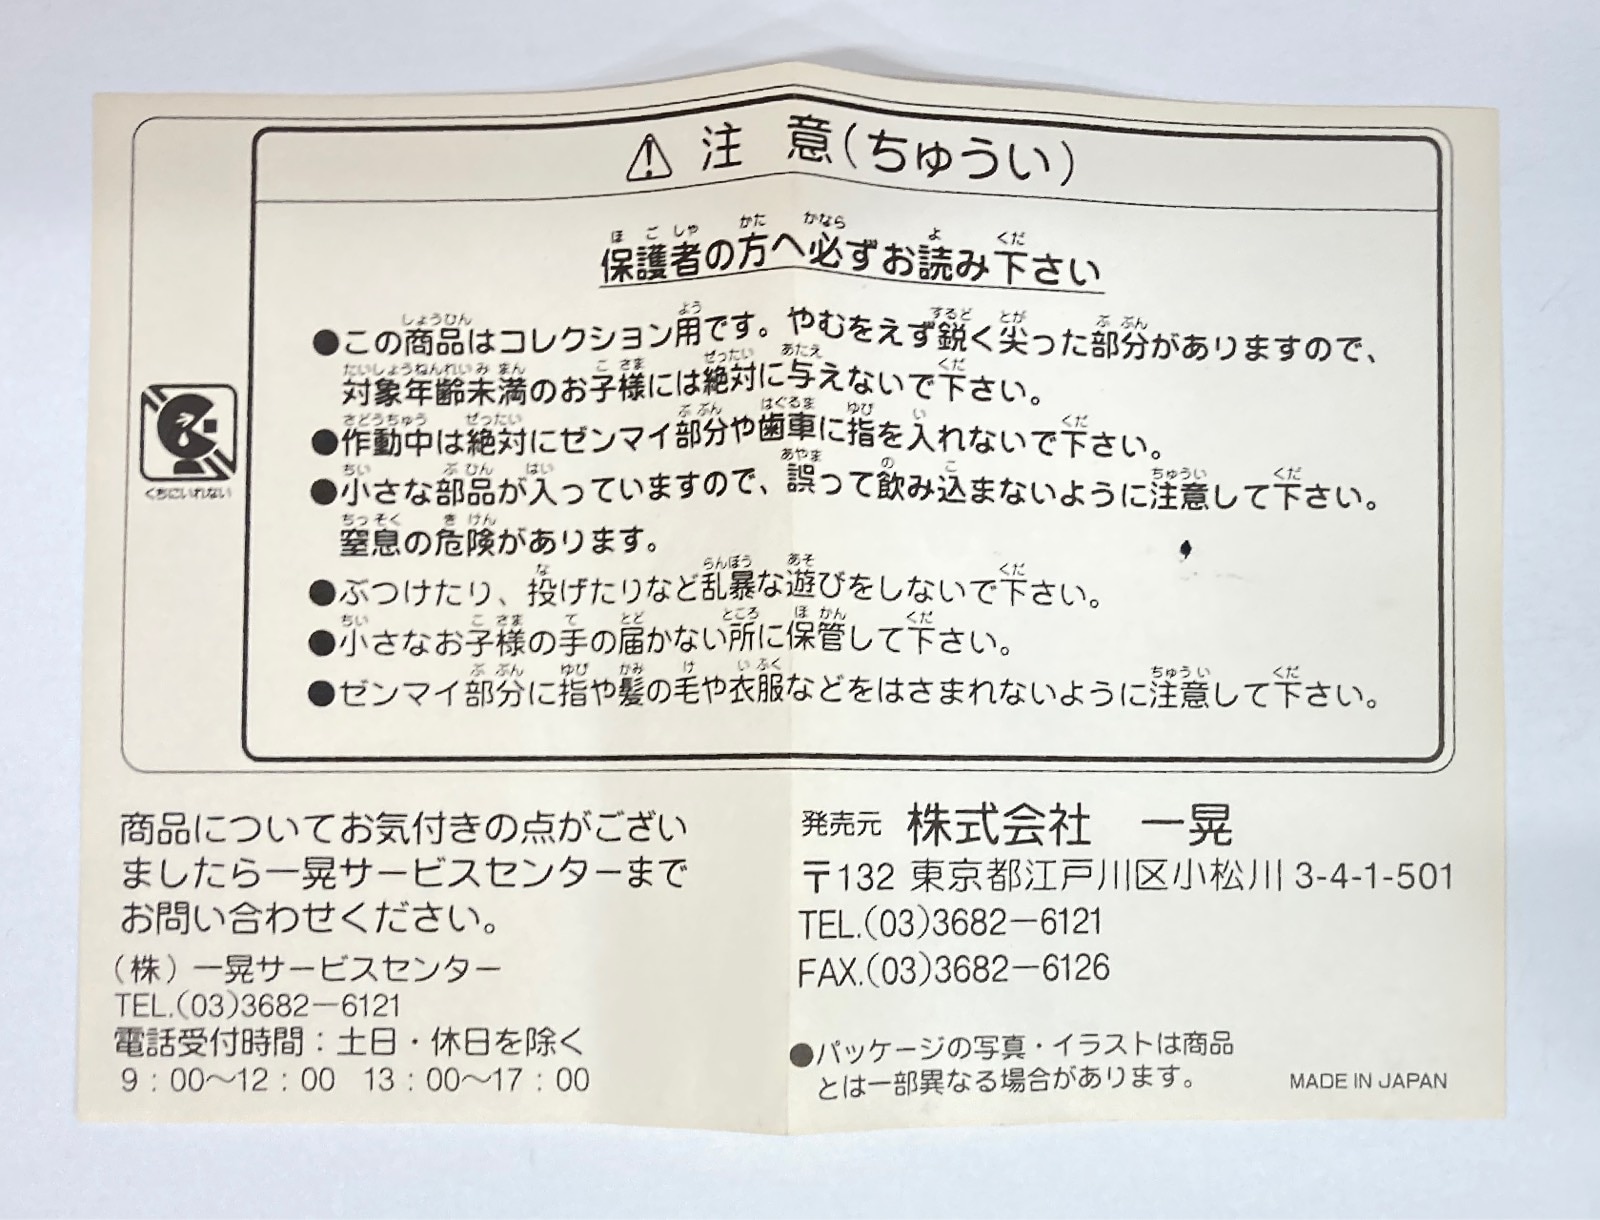 注 意(ちゅうい)
保護者の方へ必ずお読み下さい
●この商品はコレクション用です。やむをえず鋭く尖った部分がありますので、
対象年齢未満のお子様には絶対に与えないで下さい。
●作動中は絶対にゼンマイ部分や歯車に指を入れないで下さい。
●小さな部品が入っていますので、誤って飲み込まないように注意して下さい。
窒息の危険があります。
●ぶつけたり、投げたりなど乱暴な遊びをしないで下さい。
●小さなお子様の手の届かない所に保管して下さい。
●ゼンマイ部分に指や髪の毛や衣服などをはさまれないように注意して下さい。
くちにいれない
商品についてお気付きの点がござい
ましたら一晃サービスセンターまで
お問い合わせください。
(株)一晃サービスセンター
TEL.(03)3682-6121
電話受付時間:土日・休日を除く
9:00〜12:00 13:00〜17:00
発売元 株式会社 一晃
〒132 東京都江戸川区小松川 3-4-1-501
TEL.(03)3682-6121
FAX.(03)3682-6126
●パッケージの写真・イラストは商品
とは一部異なる場合があります。
MADE IN JAPAN